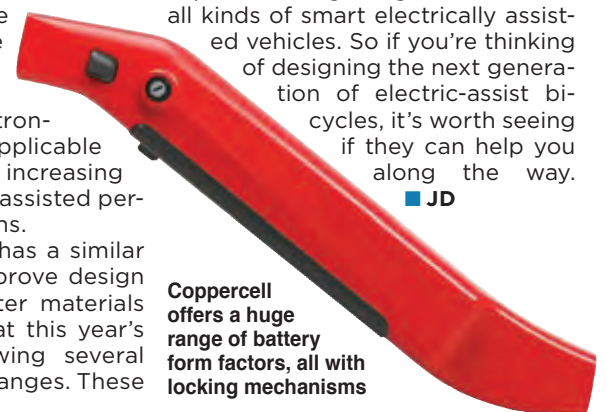 e
e
tron-
pplicable
increasing
assisted per-
ns.
has a similar
prove design
ter materials
at this year's
wing several
anges. These
Coppercell
offers a huge
range of battery
form factors, all with
locking mechanisms
all kinds of smart electrically assist-
ed vehicles. So if you're thinking
of designing the next genera-
tion of electric-assist bi-
cycles, it's worth seeing
if they can help you
along the way.
JD